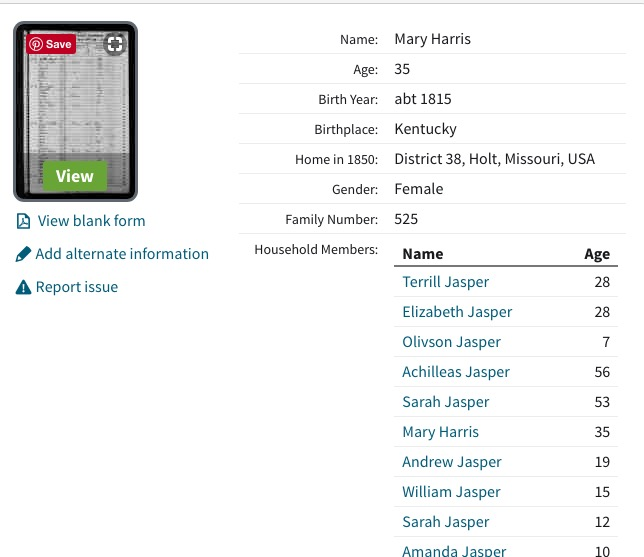 Save
View
View blank form
Add alternate information
Report issue
Name: Mary Harris
Age: 35
Birth Year: abt 1815
Birthplace: Kentucky
Home in 1850: District 38, Holt, Missouri, USA
Gender: Female
Family Number: 525
Household Members:
Name Age
Terrill Jasper 28
Elizabeth Jasper 28
Olivson Jasper 7
Achilleas Jasper 56
Sarah Jasper 53
Mary Harris 35
Andrew Jasper 19
William Jasper 15
Sarah Jasper 12
Amanda Jasper 10